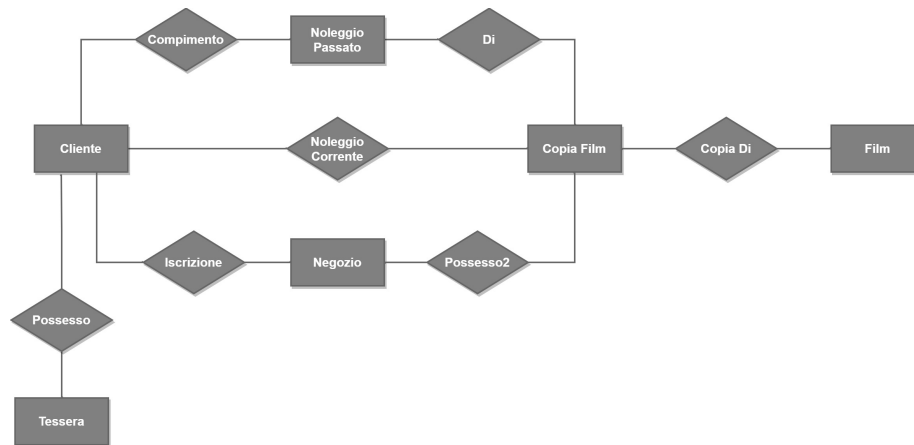 Compimento
Noleggio
Passato
Di
Cliente
Noleggio
Corrente
Copia Film
Copia Di
Film
Iscrizione
Negozio
Possesso2
Possesso
Tessera